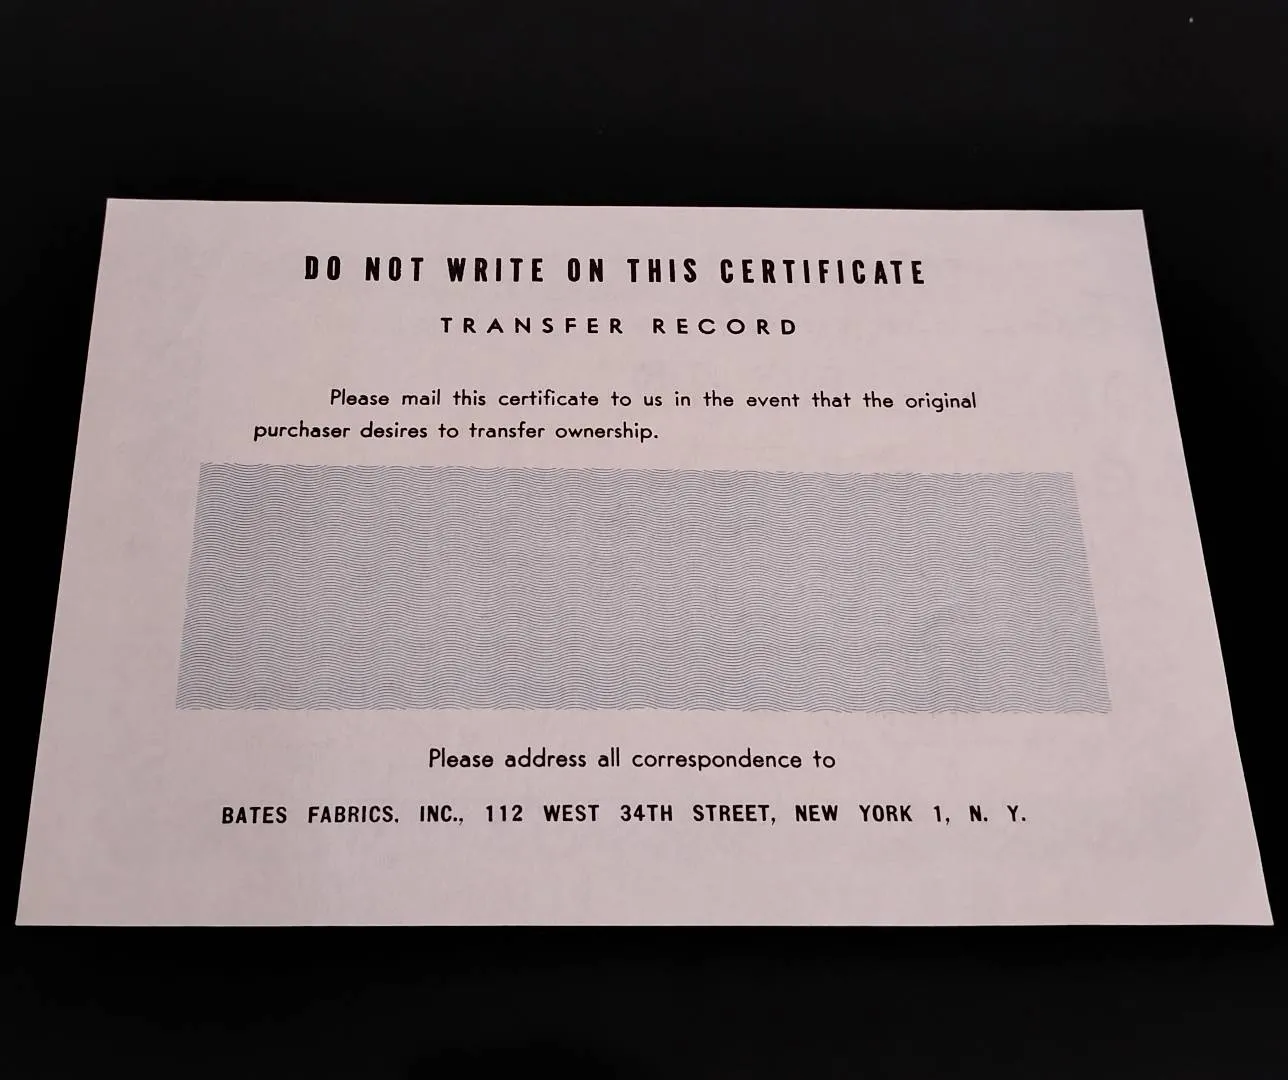 DO NOT WRITE ON THIS CERTIFICATE
TRANSFER RECORD
Please mail this certificate to us in the event that the original
purchaser desires to transfer ownership.
Please address all correspondence to
BATES FABRICS. INC., 112 WEST 34TH STREET, NEW YORK 1, N. Y.